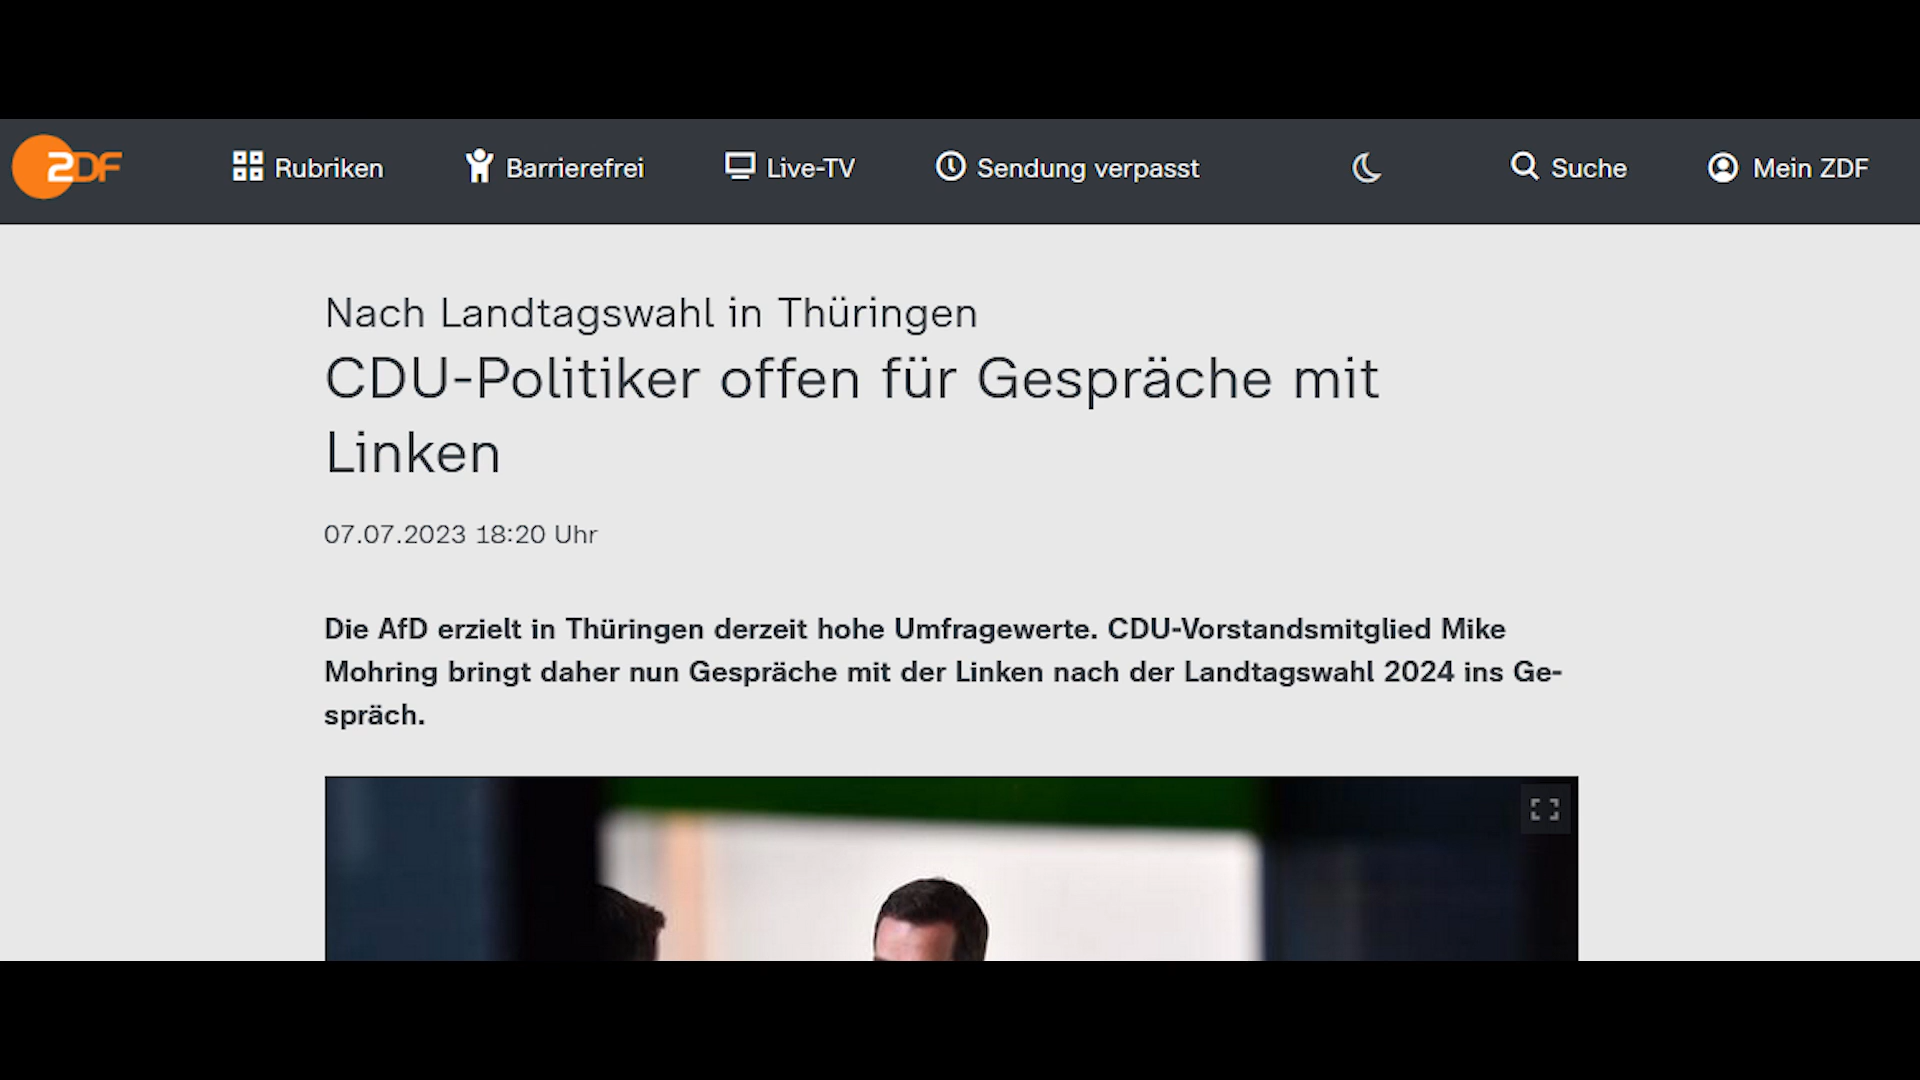 ZDF
Rubriken
Barrierefrei
Live-TV
Sendung verpasst
Suche
Mein ZDF
Nach Landtagswahl in Thüringen
CDU-Politiker offen für Gespräche mit
Linken
07.07.2023 18:20 Uhr
Die AfD erzielt in Thüringen derzeit hohe Umfragewerte. CDU-Vorstandsmitglied Mike
Mohring bringt daher nun Gespräche mit der Linken nach der Landtagswahl 2024 ins Ge-
spräch.